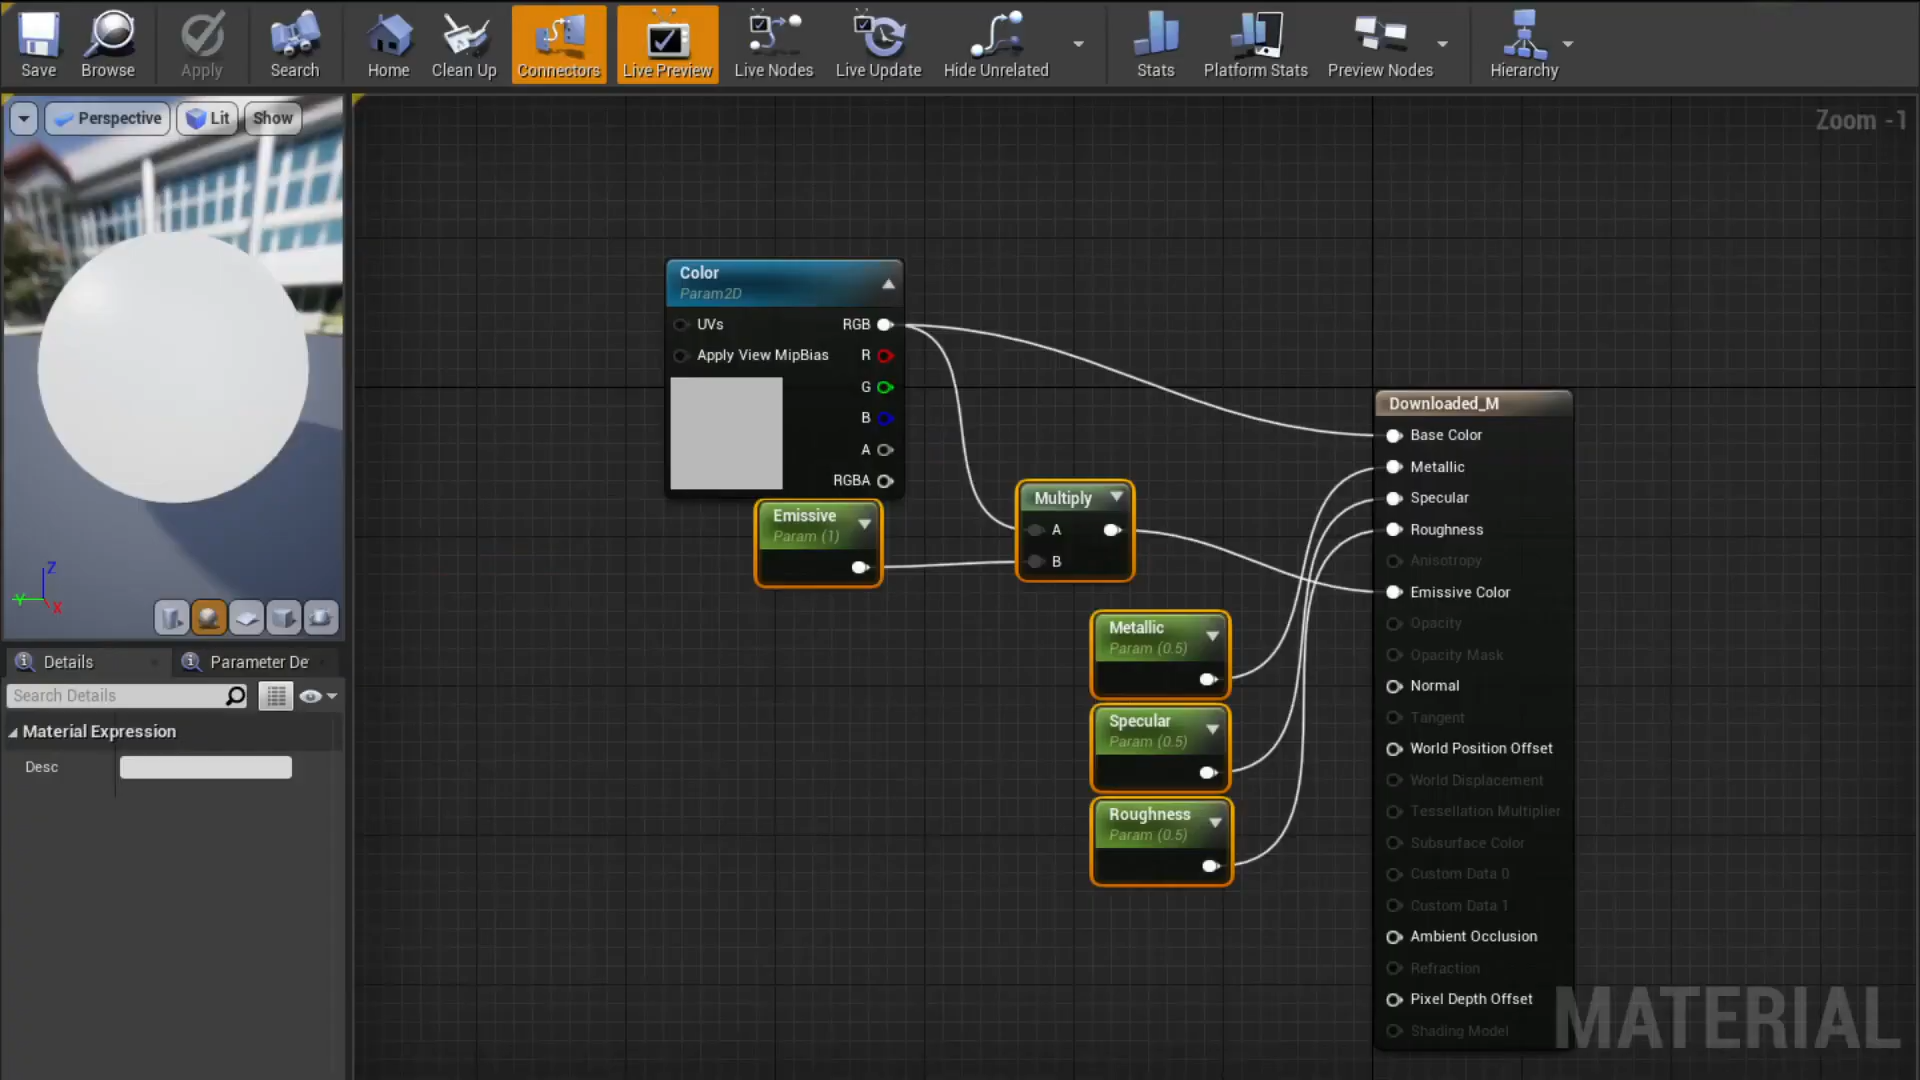 Save
Browse
Apply
Search
Home
Clean Up
Connectors
Live Preview
Live Nodes
Live Update
Hide Unrelated
Stats
Platform Stats
Preview Nodes
Hierarchy
Perspective
Lit
Show
Zoom -1
Color
Param2D
UVs
RGB
Apply View MipBias
R
G
B
A
RGBA
Emissive
Param (1)
Multiply
A
B
Metallic
Param (0.5)
Specular
Param (0.5)
Roughness
Param (0.5)
Downloaded_M
Base Color
Metallic
Specular
Roughness
Anisotropy
Emissive Color
Opacity
Opacity Mask
Normal
Tangent
World Position Offset
World Displacement
Tessellation Multiplier
Subsurface Color
Custom Data 0
Custom Data 1
Ambient Occlusion
Refraction
Pixel Depth Offset
Shading Model
MATERIAL
Z
Y
X
Details
Parameter De
Search Details
Material Expression
Desc